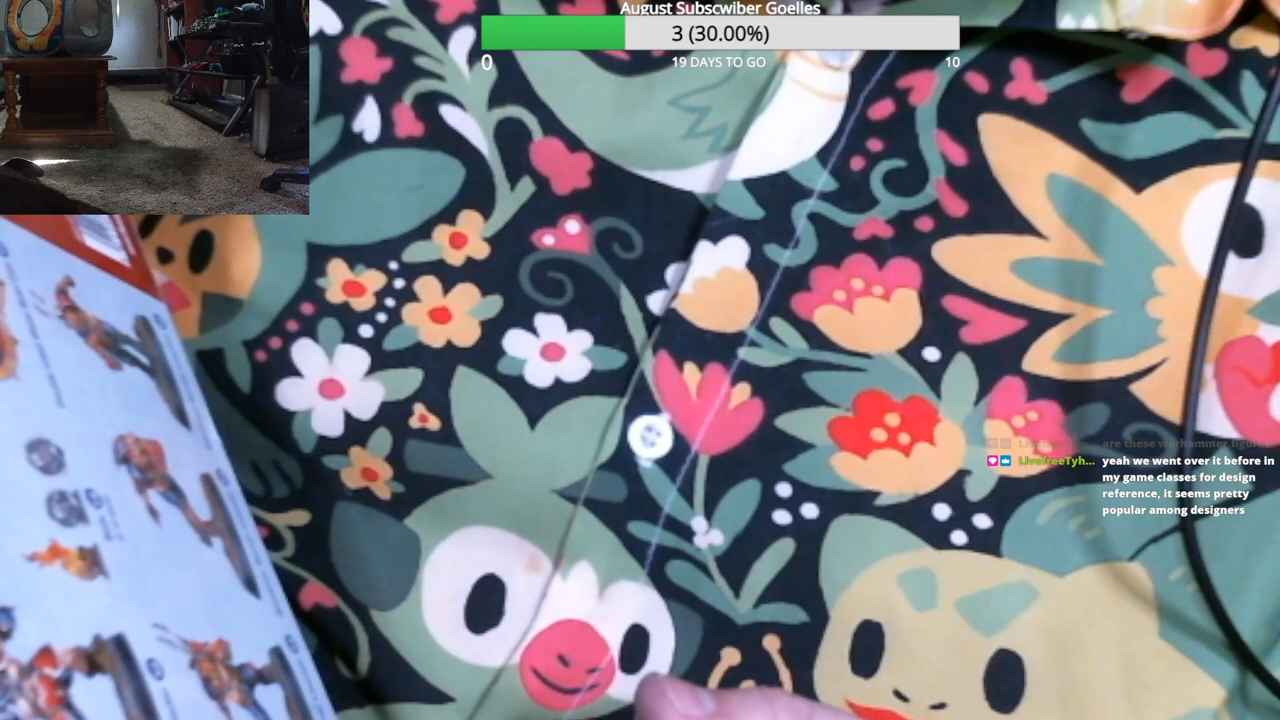 August Subscwiber Goelles
3 (30.00%)
0
19 DAYS TO GO
10
are these warhammer
LivefreeTyh... yeah we went over it before in
my game classes for design
reference, it seems pretty
popular among designers